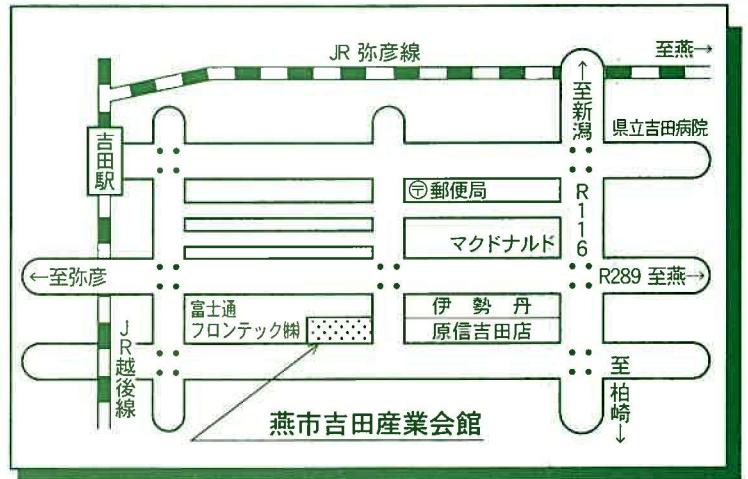 JR 弥彦線
至燕→
←至新潟
県立吉田病院
吉田駅
〒郵便局
R116
マクドナルド
←至弥彦
R289 至燕→
富士通
フロンテック㈱
伊勢丹
原信吉田店
JR越後線
至柏崎→
燕市吉田産業会館